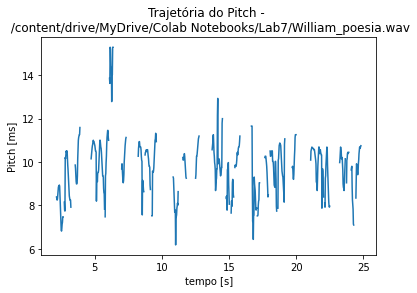 Trajetória do Pitch -
/content/drive/MyDrive/Colab Notebooks/Lab7/William_poesia.wav
Pitch [ms]
14
12
10
8
6
5
10
15
20
25
tempo [s]